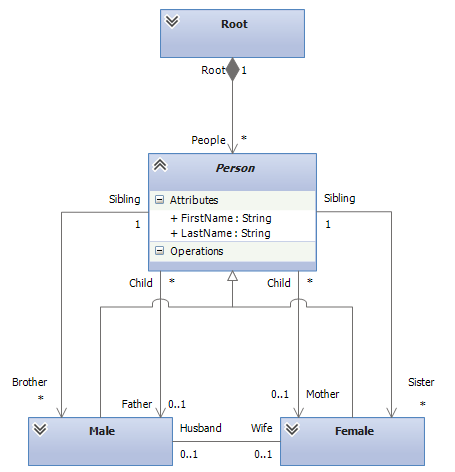 Root
Root 1
People *
Person
Attributes
+ FirstName : String
+ LastName : String
Operations
Sibling
1
Sibling
1
Child *
Child *
Brother
*
Father 0..1
0..1 Mother
Sister
*
Male
Husband
0..1
Wife
0..1
Female